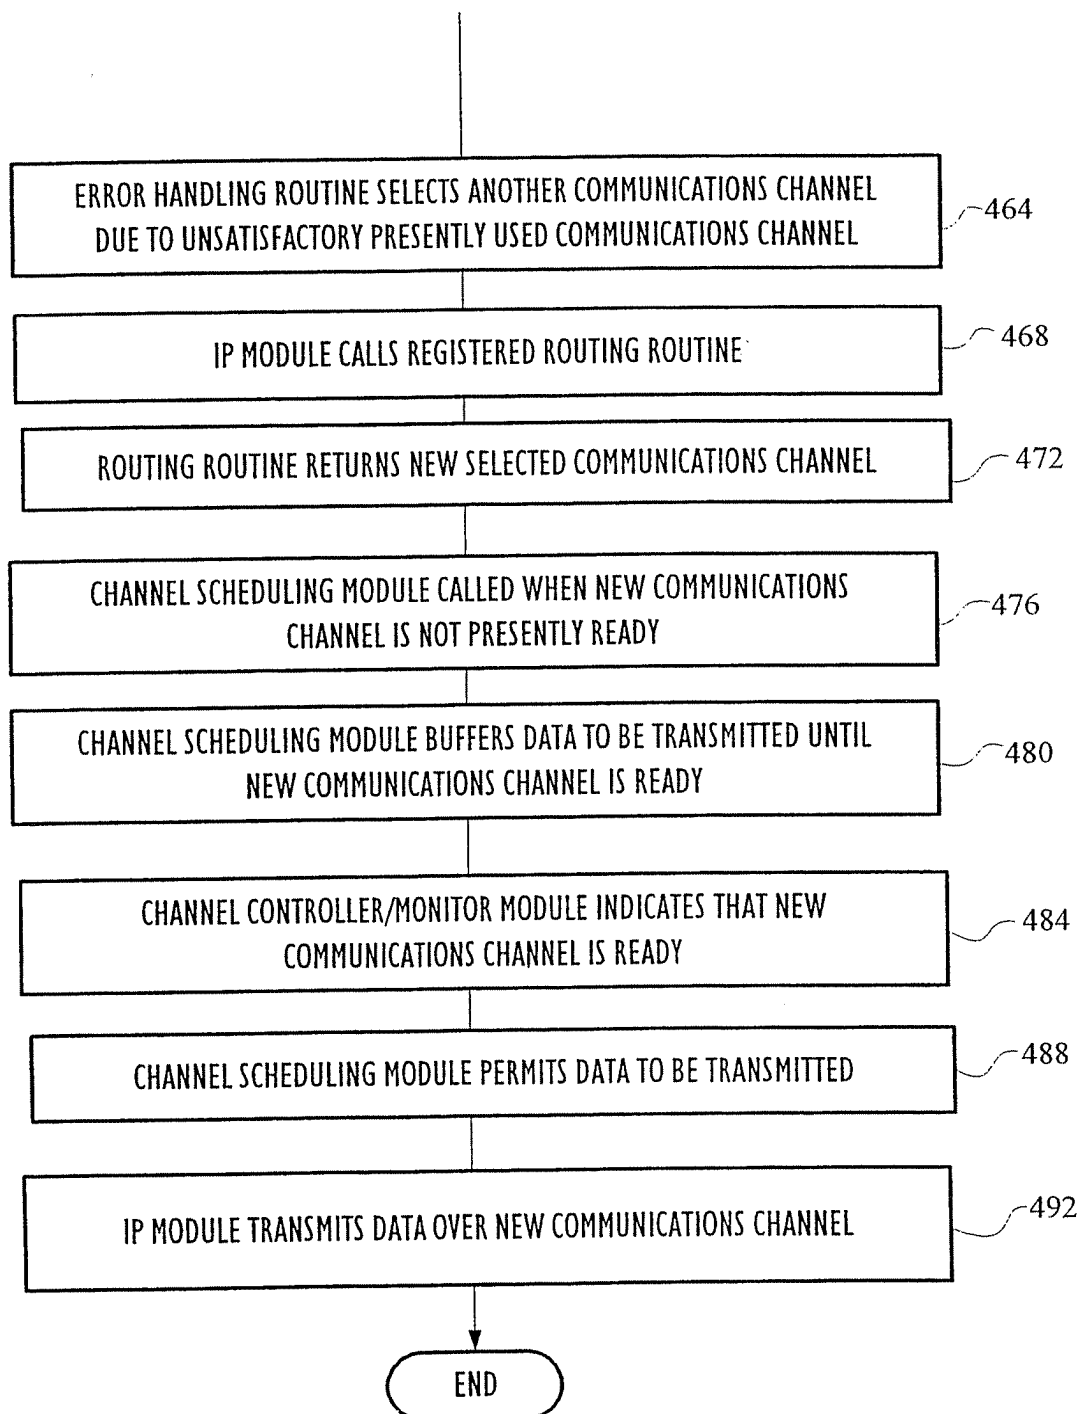 ERROR HANDLING ROUTINE SELECTS ANOTHER COMMUNICATIONS CHANNEL
DUE TO UNSATISFACTORY PRESENTLY USED COMMUNICATIONS CHANNEL
464
IP MODULE CALLS REGISTERED ROUTING ROUTINE
468
ROUTING ROUTINE RETURNS NEW SELECTED COMMUNICATIONS CHANNEL
472
CHANNEL SCHEDULING MODULE CALLED WHEN NEW COMMUNICATIONS
CHANNEL IS NOT PRESENTLY READY
476
CHANNEL SCHEDULING MODULE BUFFERS DATA TO BE TRANSMITTED UNTIL
NEW COMMUNICATIONS CHANNEL IS READY
480
CHANNEL CONTROLLER/MONITOR MODULE INDICATES THAT NEW
COMMUNICATIONS CHANNEL IS READY
484
CHANNEL SCHEDULING MODULE PERMITS DATA TO BE TRANSMITTED
488
IP MODULE TRANSMITS DATA OVER NEW COMMUNICATIONS CHANNEL
492
END